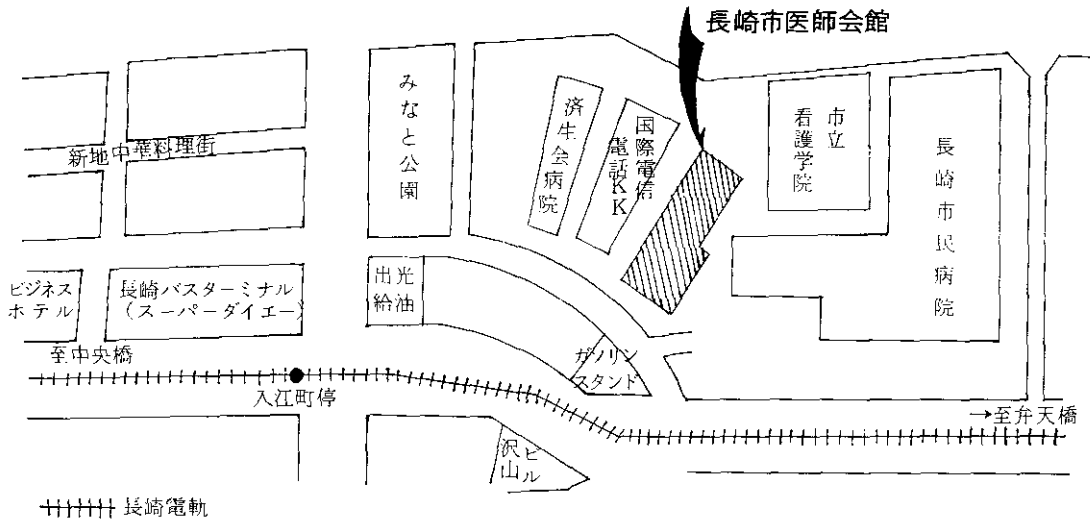 長崎市医師会館
新地中華料理街
みなと公園
済生会病院
国際電信
電話KK
市立
看護学院
長崎市民病院
ビジネス
ホテル
長崎バスターミナル
(スーパーダイエー)
出光
給油
至中央橋
入江町停
ガソリン
スタンド
→至弁天橋
沢山
ビル
長崎電軌